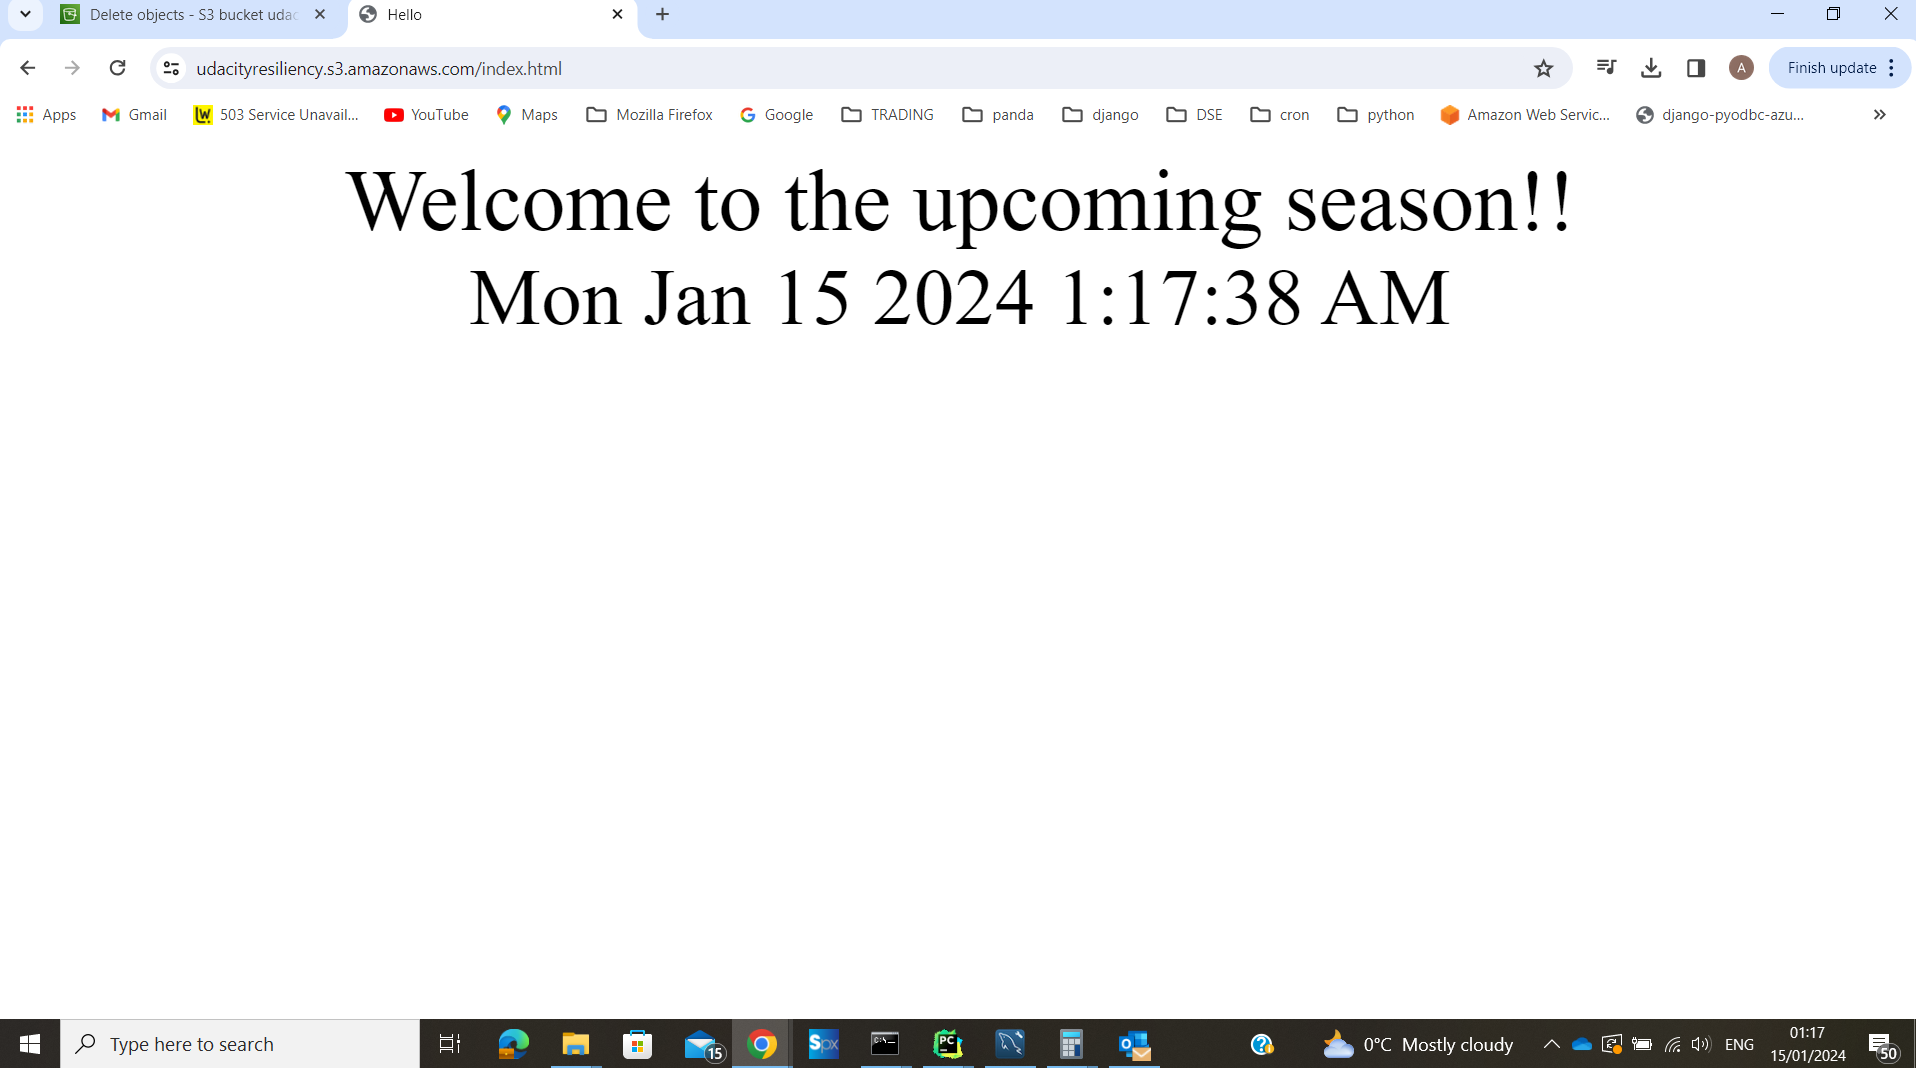 Delete objects - S3 bucket udac
Hello
udacityresiliency.s3.amazonaws.com/index.html
A
Finish update
Apps
Gmail
503 Service Unavail...
YouTube
Maps
Mozilla Firefox
Google
TRADING
panda
django
DSE
cron
python
Amazon Web Servic...
django-pyodbc-azu...
Welcome to the upcoming season!!
Mon Jan 15 2024 1:17:38 AM
Type here to search
15
Spx
PC
0°C Mostly cloudy
ENG
01:17
15/01/2024
50